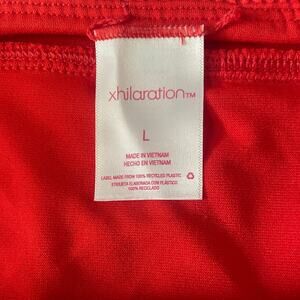 xhilaration™
L
MADE IN VIETNAM
HECHO EN VIETNAM
LABEL MADE FROM 100% RECYCLED PLASTIC
ETIQUETA ELABORADA CON PLÁSTICO
100% RECICLADO